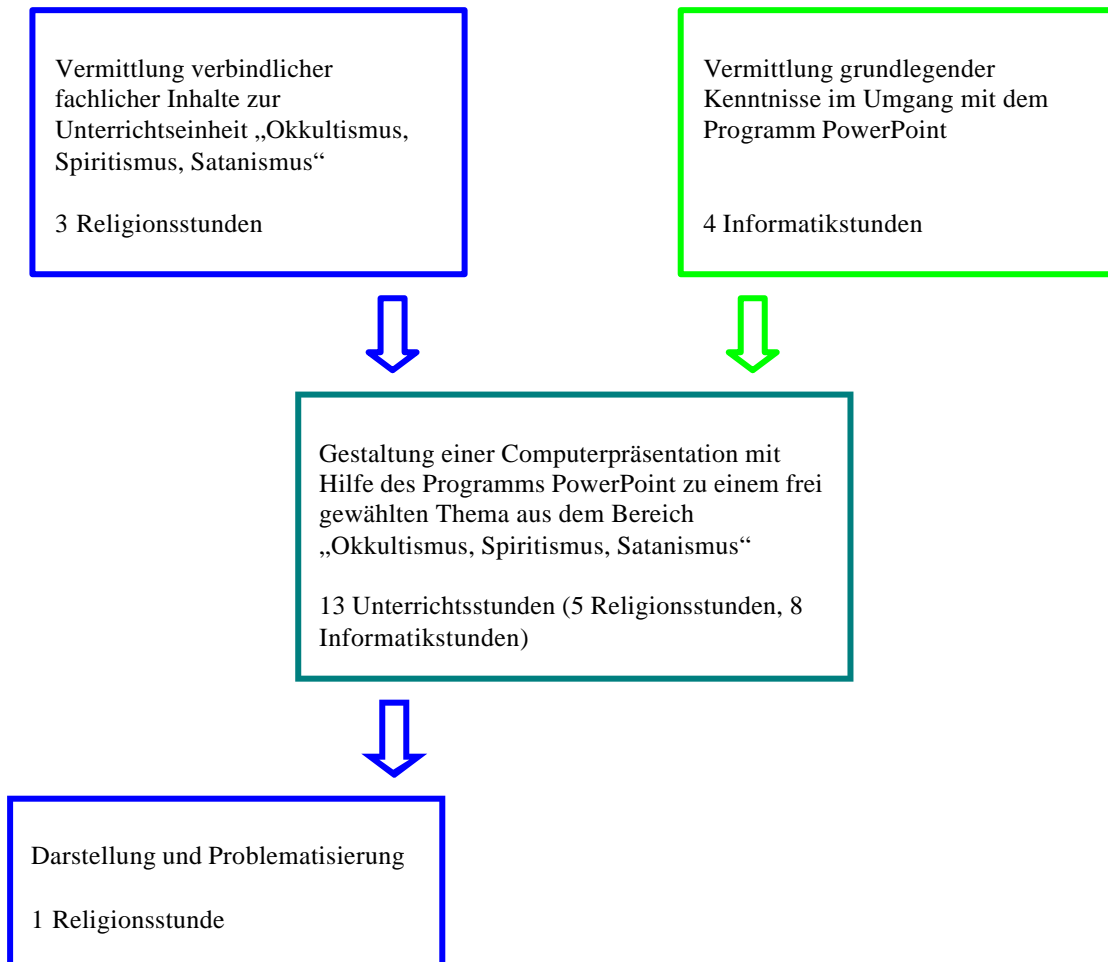 Vermittlung verbindlicher
fachlicher Inhalte zur
Unterrichtseinheit „Okkultismus,
Spiritismus, Satanismus“
3 Religionsstunden
Vermittlung grundlegender
Kenntnisse im Umgang mit dem
Programm PowerPoint
4 Informatikstunden
Gestaltung einer Computerpräsentation mit
Hilfe des Programms PowerPoint zu einem frei
gewählten Thema aus dem Bereich
„Okkultismus, Spiritismus, Satanismus“
13 Unterrichtsstunden (5 Religionsstunden, 8
Informatikstunden)
Darstellung und Problematisierung
1 Religionsstunde